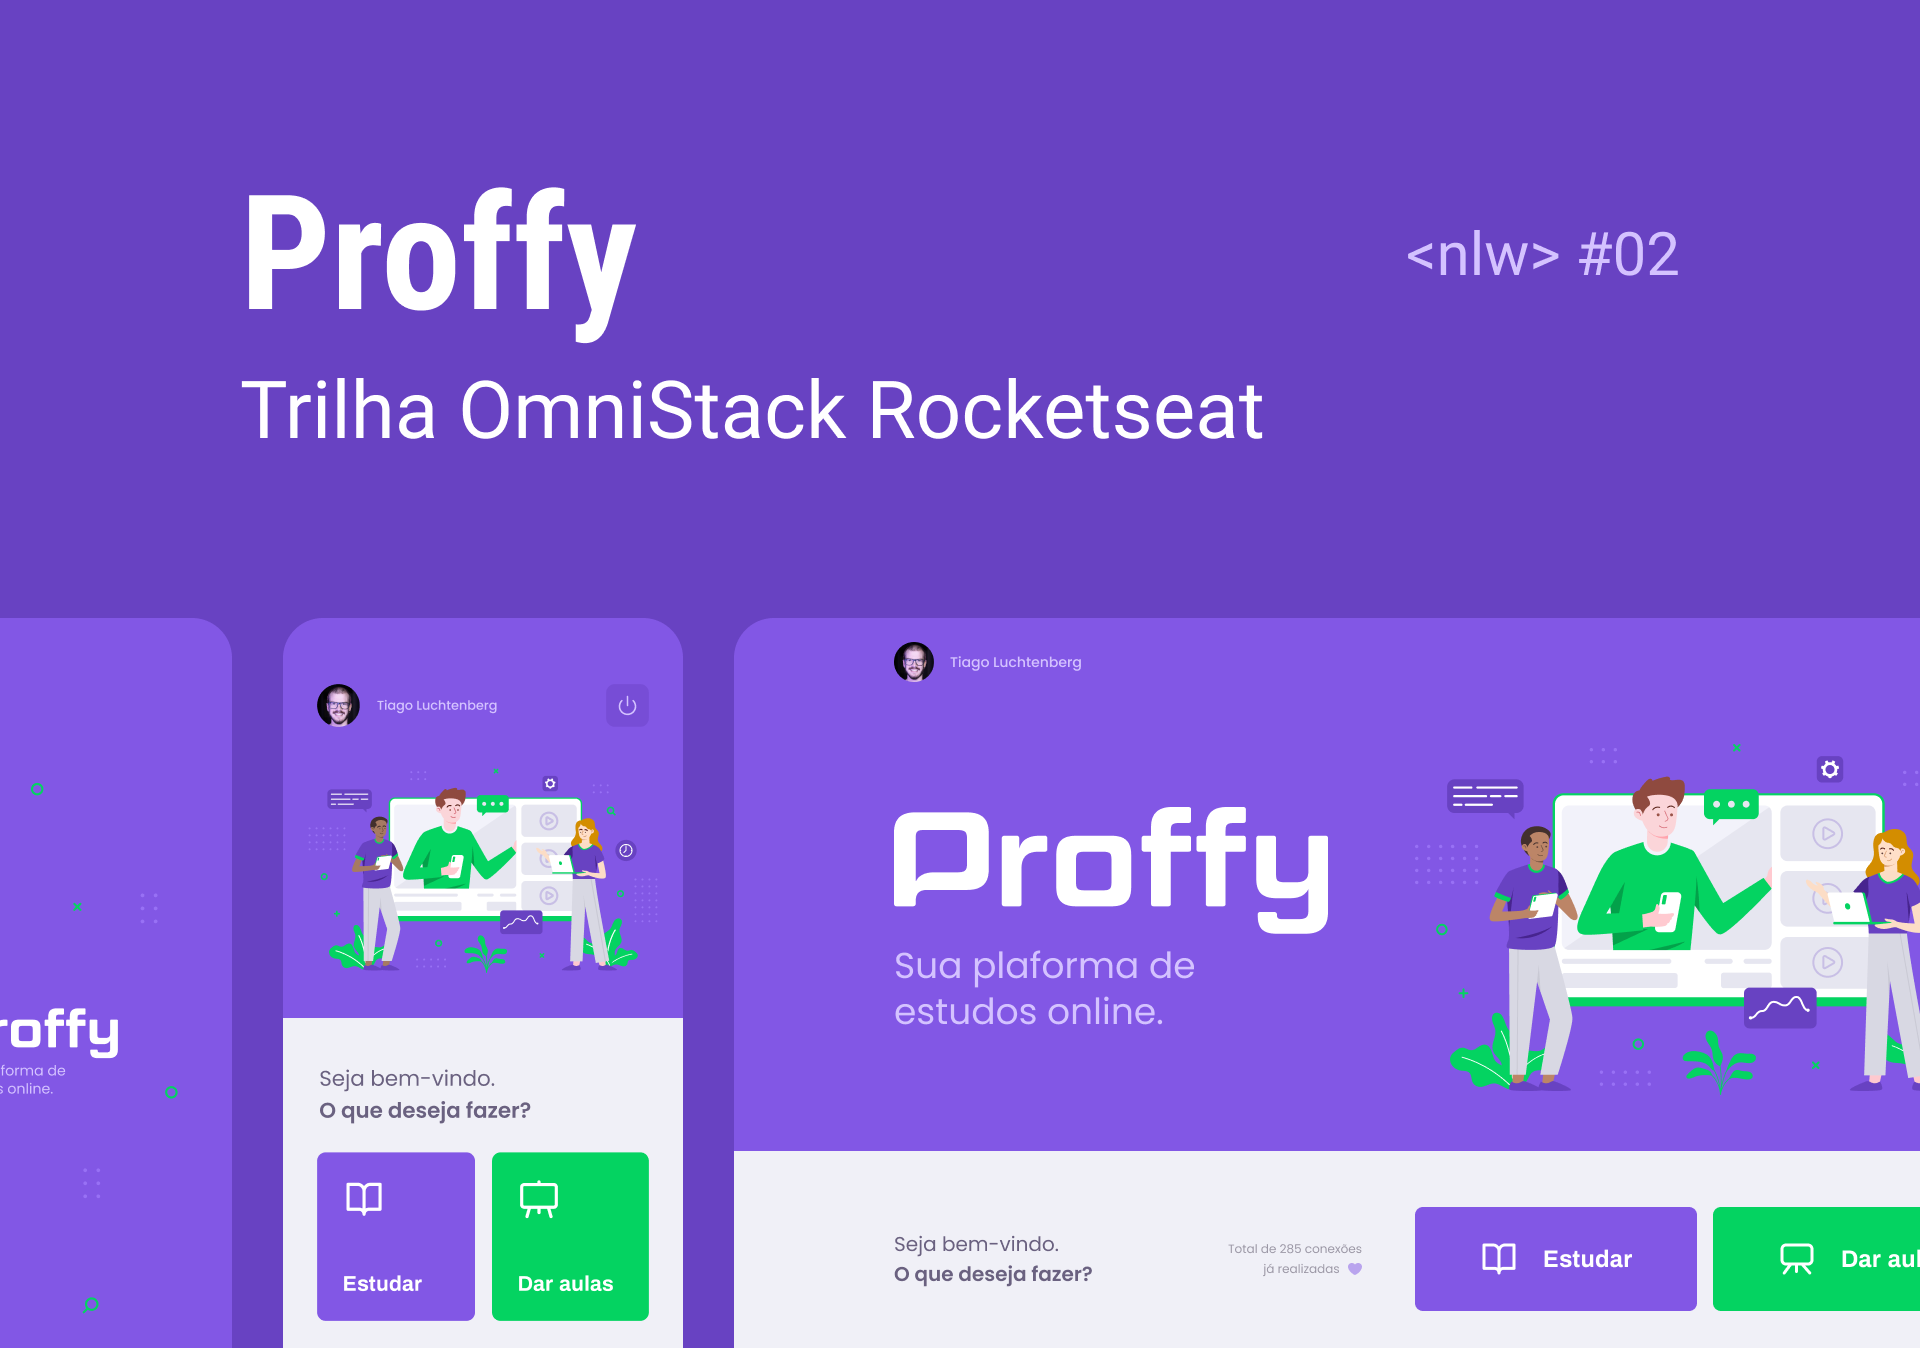 Proffy
<nlw> #02
Trilha OmniStack Rocketseat
roffy
forma de
s online.
Tiago Luchtenberg
Seja bem-vindo.
O que deseja fazer?
Estudar
Dar aulas
Tiago Luchtenberg
Proffy
Sua plaforma de
estudos online.
Seja bem-vindo.
O que deseja fazer?
Total de 285 conexões
já realizadas
Estudar
Dar aul